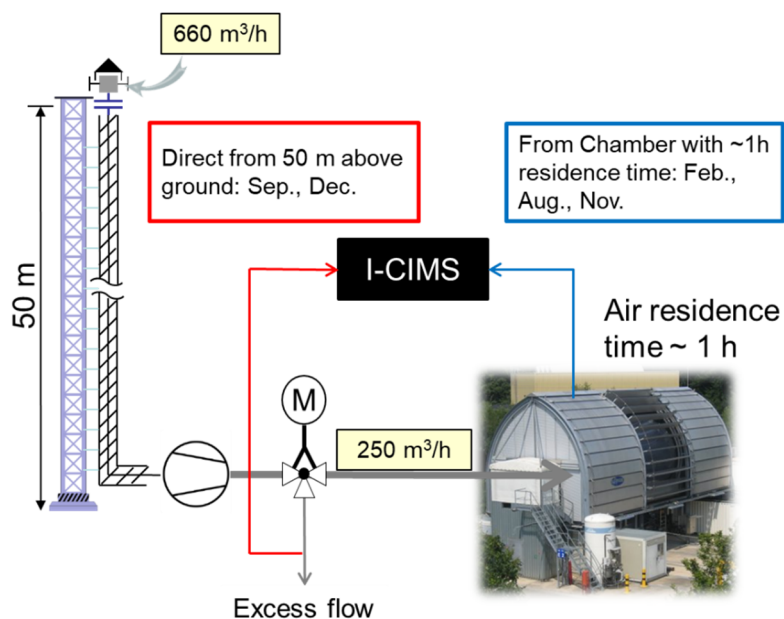 660 m³/h
Direct from 50 m above
ground: Sep., Dec.
From Chamber with ~1h
residence time: Feb.,
Aug., Nov.
I-CIMS
50 m
Air residence
time ~ 1 h
M
250 m³/h
Excess flow